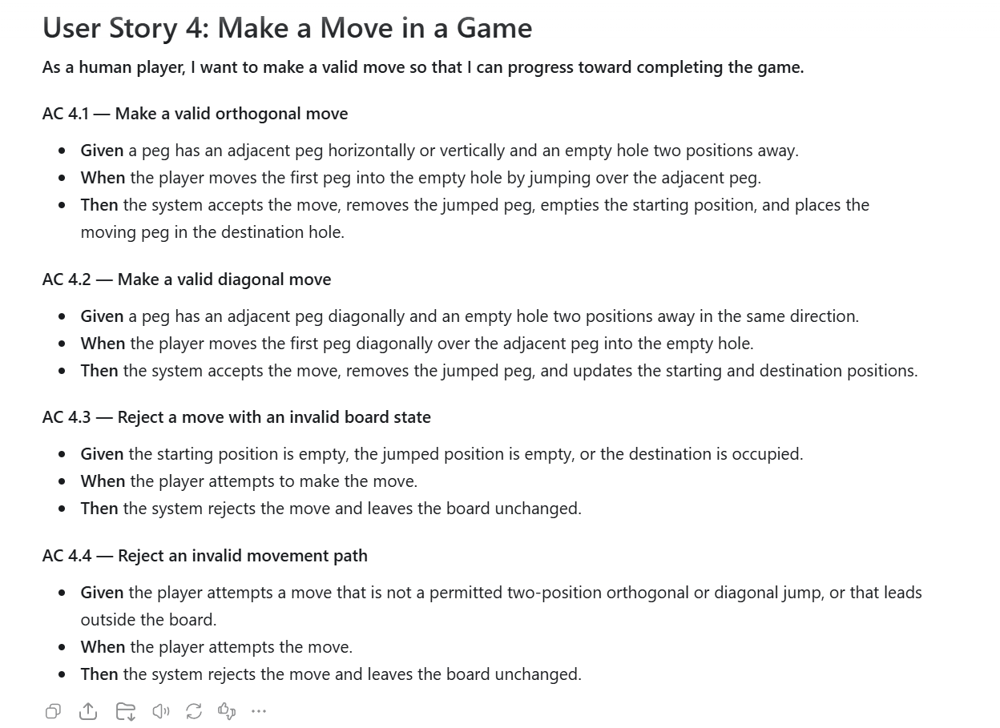 User Story 4: Make a Move in a Game
As a human player, I want to make a valid move so that I can progress toward completing the game.
AC 4.1 — Make a valid orthogonal move
• Given a peg has an adjacent peg horizontally or vertically and an empty hole two positions away.
• When the player moves the first peg into the empty hole by jumping over the adjacent peg.
• Then the system accepts the move, removes the jumped peg, empties the starting position, and places the
moving peg in the destination hole.
AC 4.2 — Make a valid diagonal move
• Given a peg has an adjacent peg diagonally and an empty hole two positions away in the same direction.
• When the player moves the first peg diagonally over the adjacent peg into the empty hole.
• Then the system accepts the move, removes the jumped peg, and updates the starting and destination positions.
AC 4.3 — Reject a move with an invalid board state
• Given the starting position is empty, the jumped position is empty, or the destination is occupied.
• When the player attempts to make the move.
• Then the system rejects the move and leaves the board unchanged.
AC 4.4 — Reject an invalid movement path
• Given the player attempts a move that is not a permitted two-position orthogonal or diagonal jump, or that leads
outside the board.
• When the player attempts the move.
• Then the system rejects the move and leaves the board unchanged.